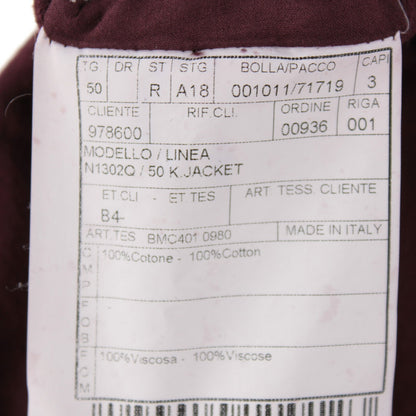 TG DR ST STG BOLLA/PACCO CAPI
50 R A18 001011/71719 3
CLIENTE RIF.CLI. ORDINE RIGA
978600 00936 001
MODELLO / LINEA
N1302Q / 50 K.JACKET
ET CLI - ET TES ART. TESS. CLIENTE
B4-
ART.TES. BMC401 0980 MADE IN ITALY
C 100%Cotone - 100%Cotton
M
P
F
O
B
F 100%Viscosa - 100%Viscose
C
M